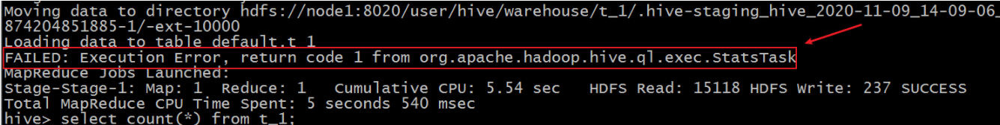 Moving data to directory hdfs://node1:8020/user/hive/warehouse/t_1/.hive-staging_hive_2020-11-09_14-09-06_
874204851885-1/-ext-10000
Loading data to table default.t_1
FAILED: Execution Error, return code 1 from org.apache.hadoop.hive.ql.exec.StatsTask
MapReduce Jobs Launched:
Stage-Stage-1: Map: 1  Reduce: 1   Cumulative CPU: 5.54 sec   HDFS Read: 15118 HDFS Write: 237 SUCCESS
Total MapReduce CPU Time Spent: 5 seconds 540 msec
hive> select count(*) from t_1;